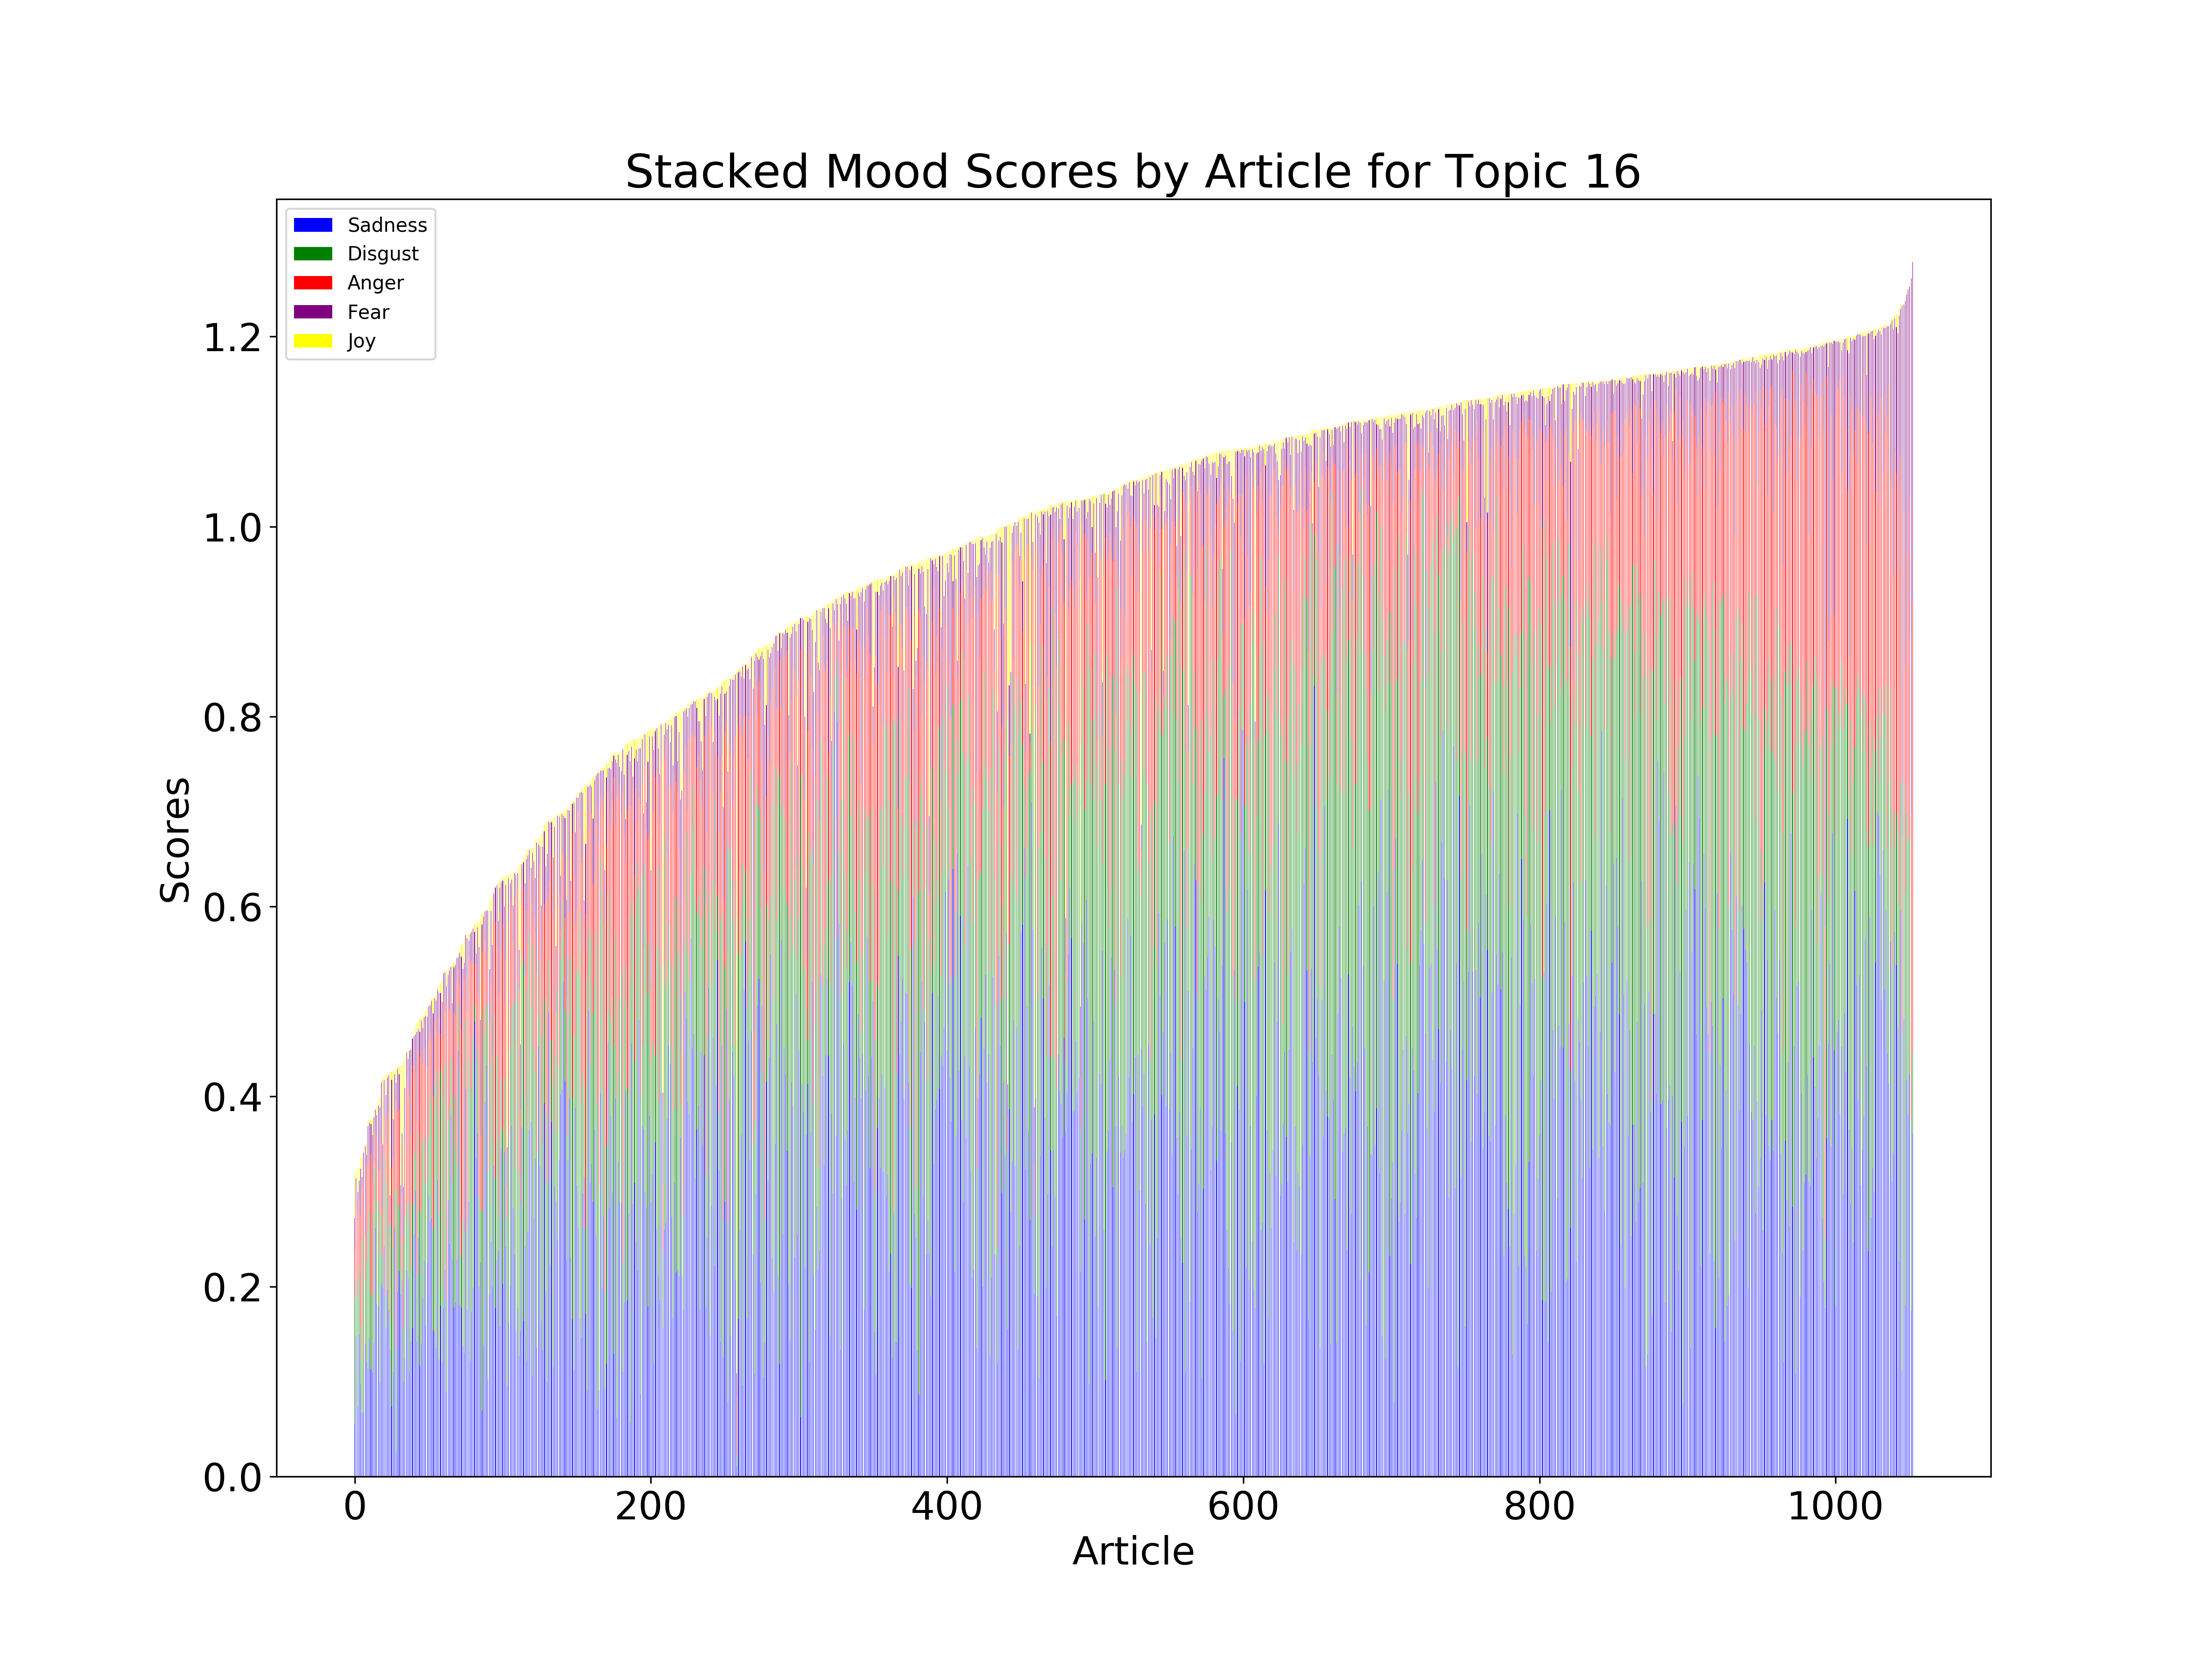 Stacked Mood Scores by Article for Topic 16
Sadness
Disgust
Anger
Fear
Joy
Scores
1.2
1.0
0.8
0.6
0.4
0.2
0.0
0 200 400 600 800 1000
Article